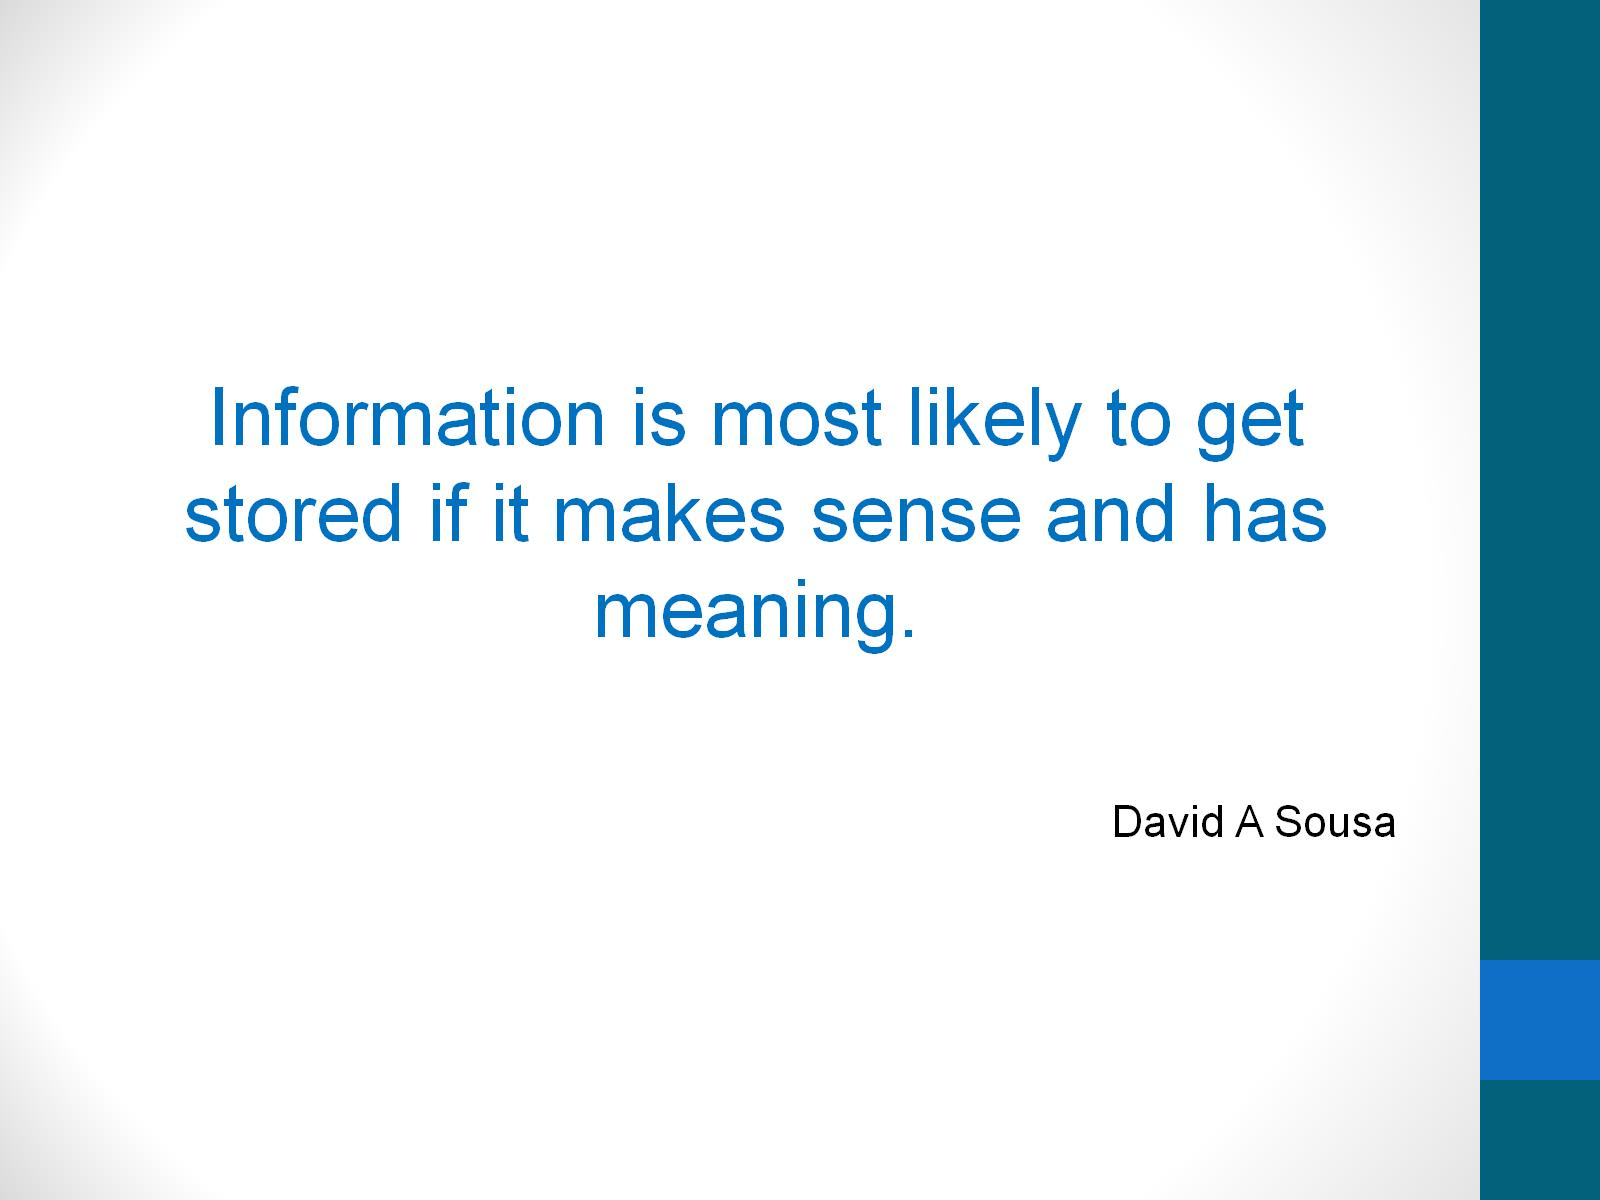 Information is most likely to get
stored if it makes sense and has
meaning.
David A Sousa